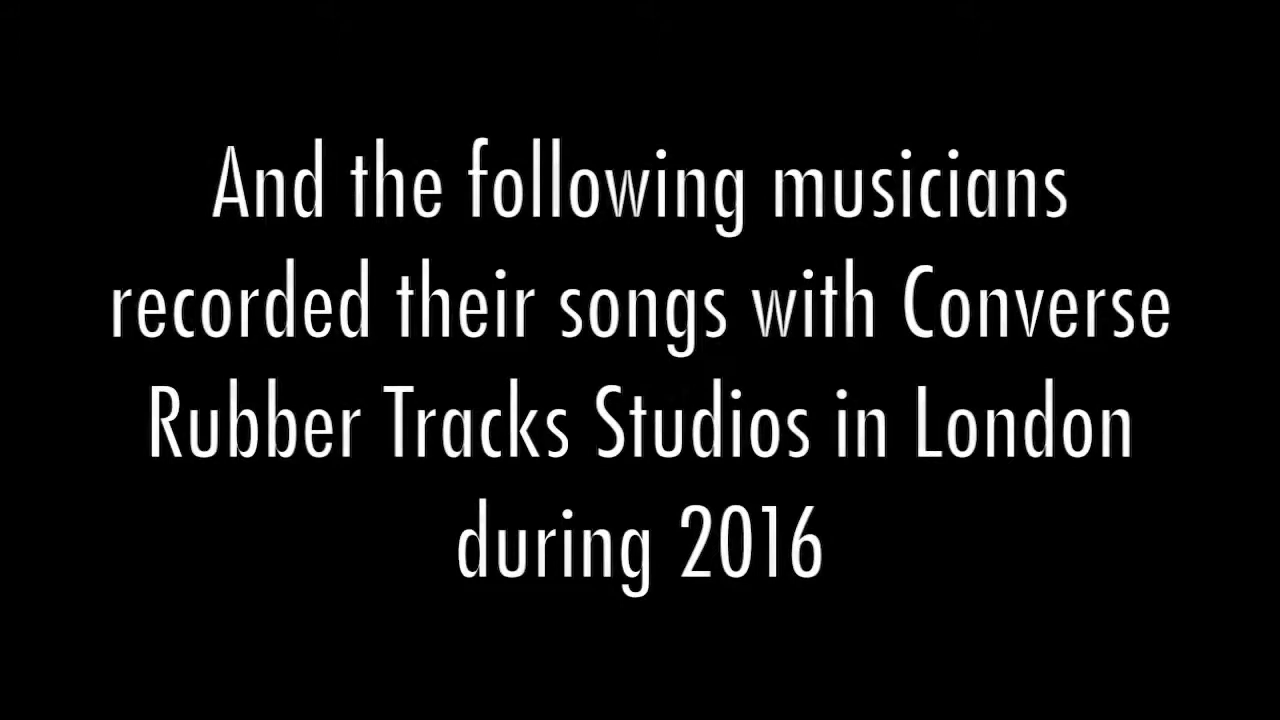 And the following musicians
recorded their songs with Converse
Rubber Tracks Studios in London
during 2016